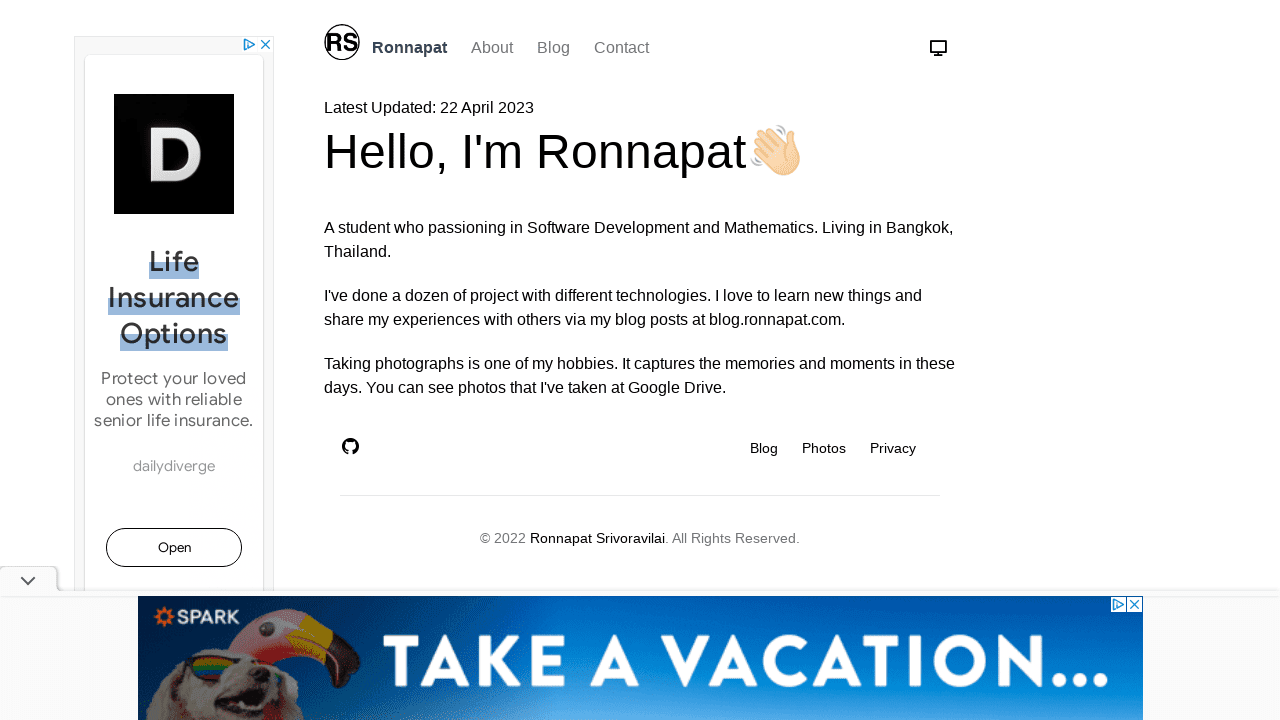 RS
Ronnapat
About
Blog
Contact
Latest Updated: 22 April 2023
Hello, I'm Ronnapat👋🏻
A student who passioning in Software Development and Mathematics. Living in Bangkok,
Thailand.
I've done a dozen of project with different technologies. I love to learn new things and
share my experiences with others via my blog posts at blog.ronnapat.com.
Taking photographs is one of my hobbies. It captures the memories and moments in these
days. You can see photos that I've taken at Google Drive.
Blog
Photos
Privacy
© 2022 Ronnapat Srivoravilai. All Rights Reserved.
D
Life
Insurance
Options
Protect your loved
ones with reliable
senior life insurance.
dailydiverge
Open
SPARK
TAKE A VACATION...